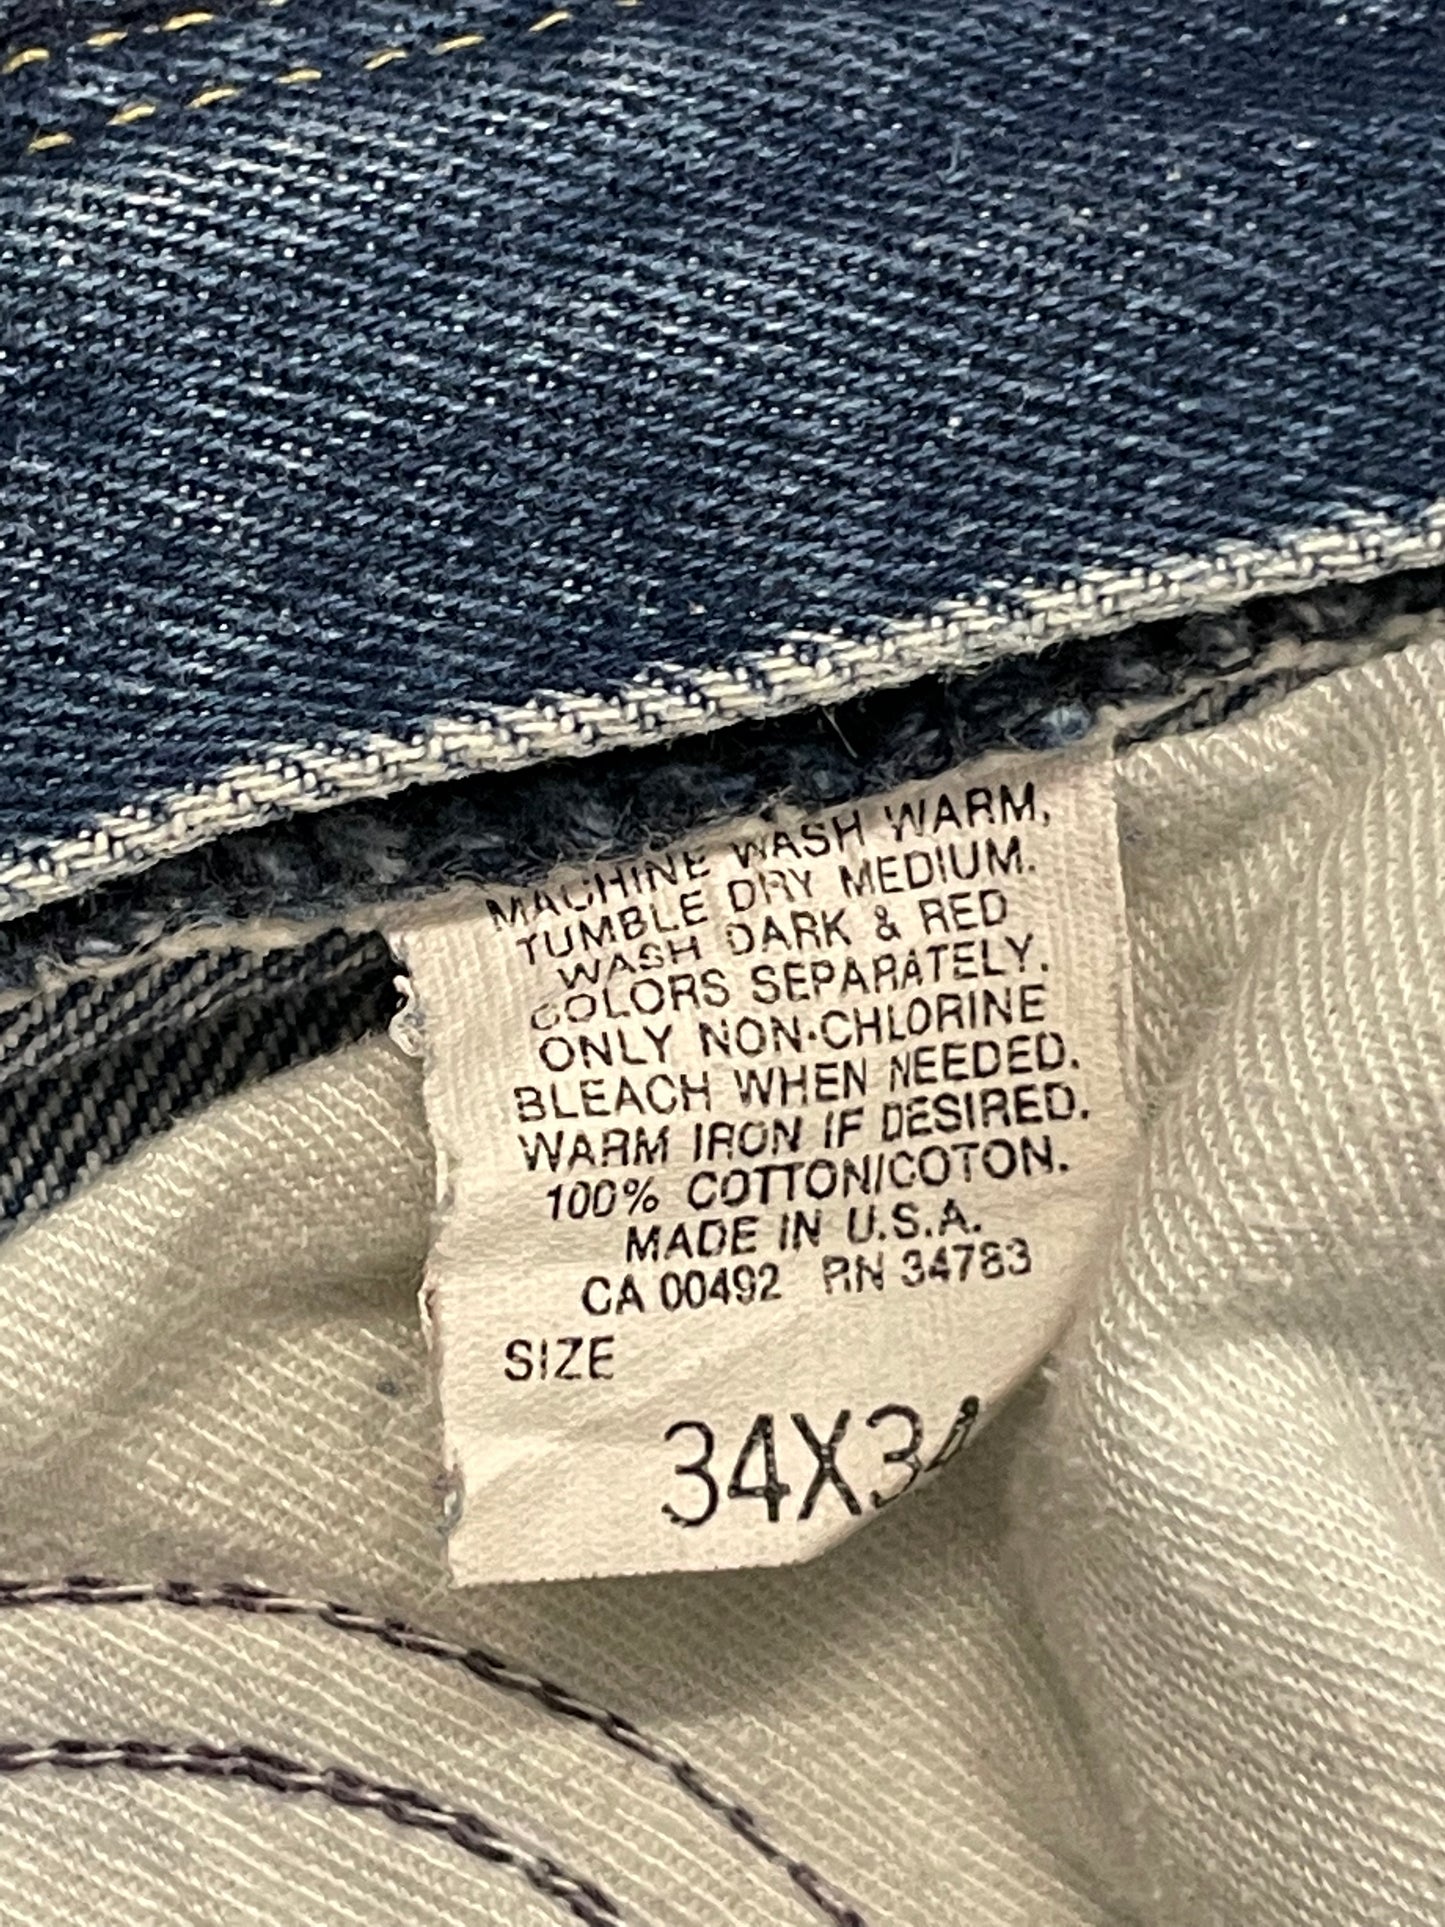 MACHINE WASH WARM,
TUMBLE DRY MEDIUM.
WASH DARK & RED
COLORS SEPARATELY.
ONLY NON-CHLORINE
BLEACH WHEN NEEDED.
WARM IRON IF DESIRED.
100% COTTON/COTON.
MADE IN U.S.A.
CA 00492 RN 34783
SIZE
34X34